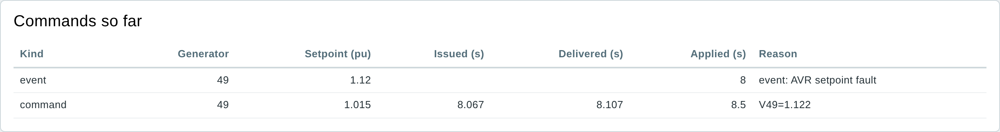 Commands so far
Kind Generator Setpoint (pu) Issued (s) Delivered (s) Applied (s) Reason
event 49 1.12 8 event: AVR setpoint fault
command 49 1.015 8.067 8.107 8.5 V49=1.122